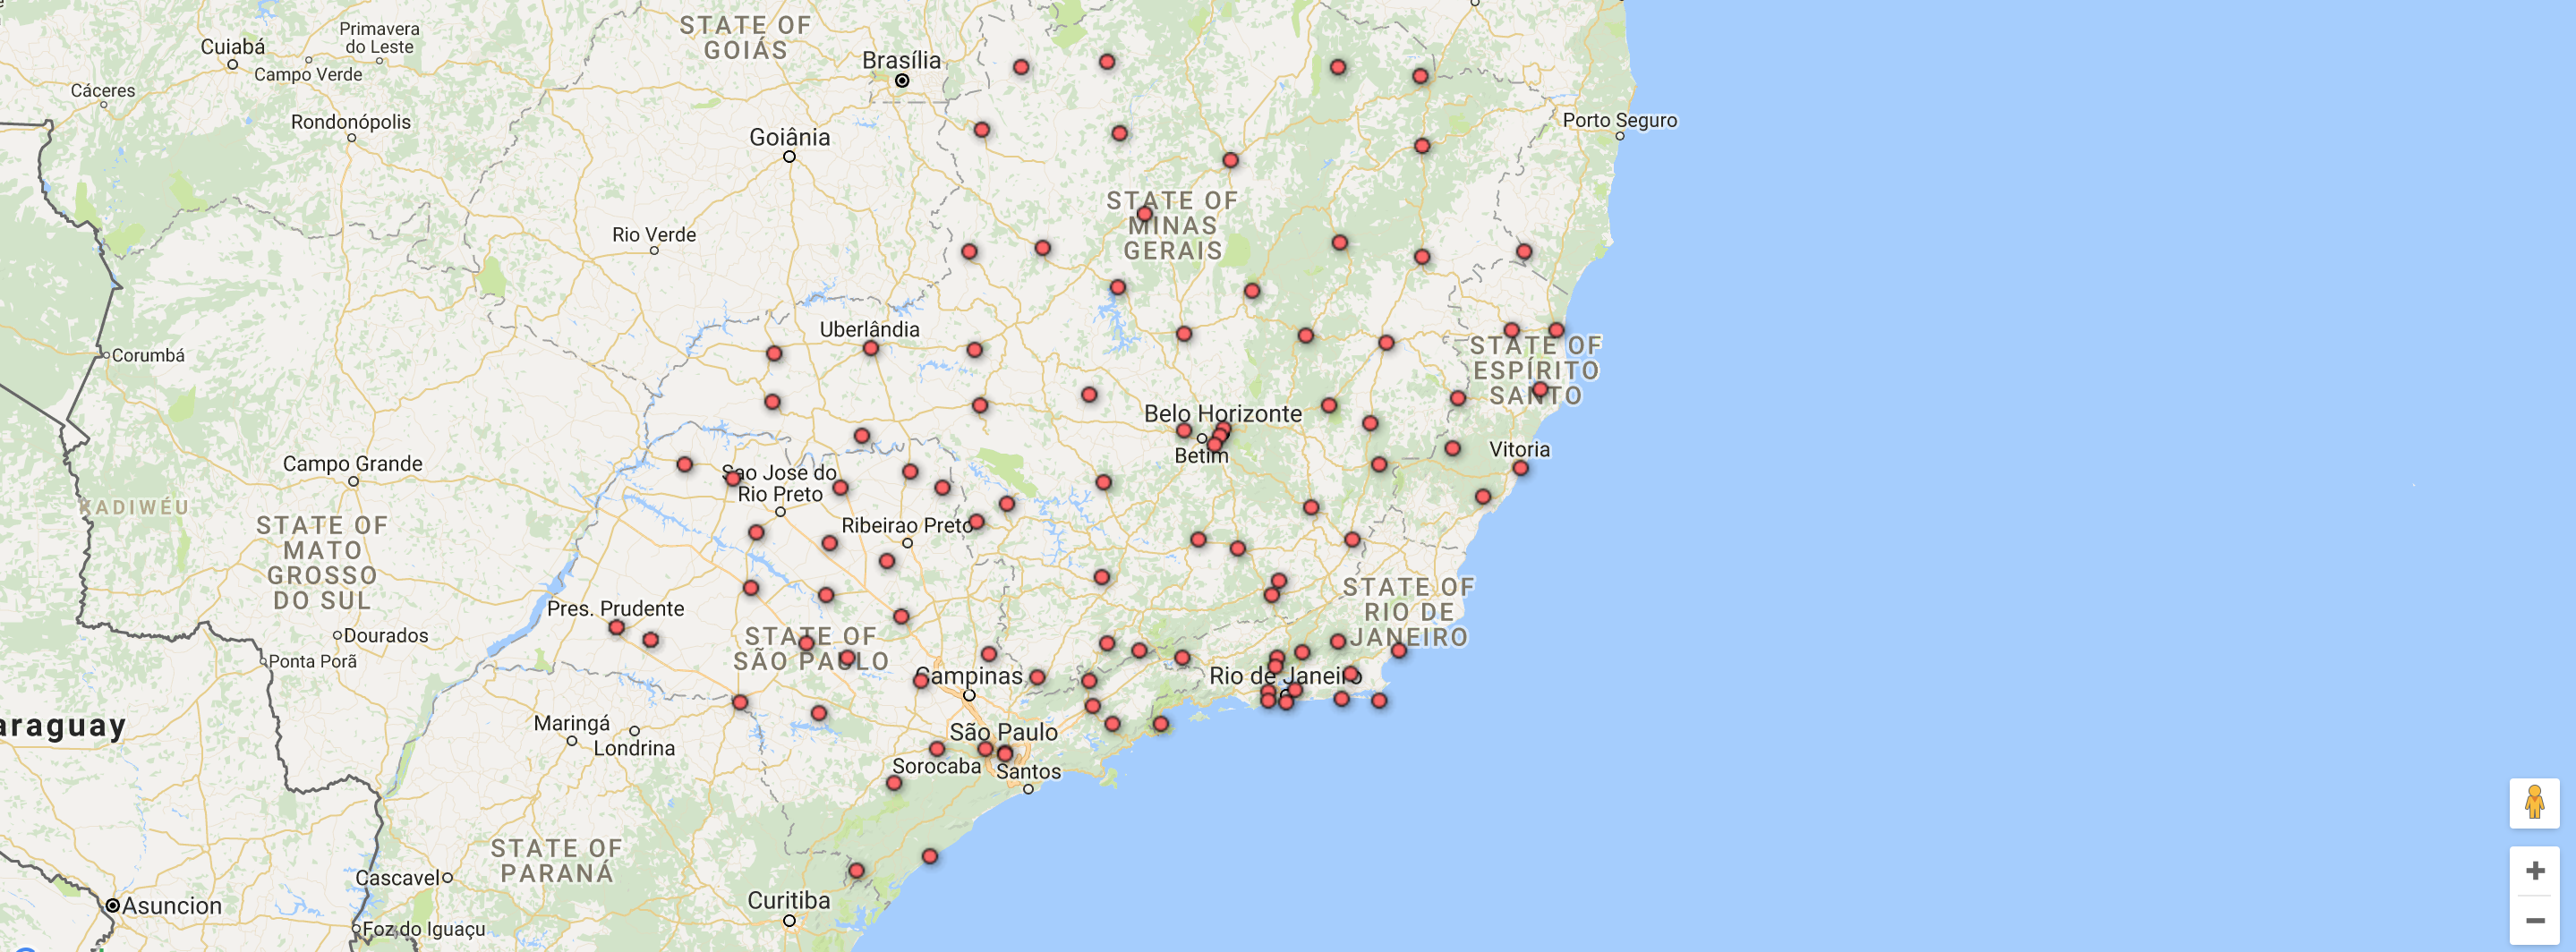 STATE OF
GOIÁS
Primavera
do Leste
Cuiabá
Campo Verde
Brasília
Cáceres
Rondonópolis
Porto Seguro
Goiânia
STATE OF
MINAS
GERAIS
Rio Verde
Uberlândia
Corumbá
STATE OF
ESPÍRITO
SANTO
Belo Horizonte
Betim
Vitoria
Campo Grande
Sao Jose do
Rio Preto
KADIWÉU
STATE OF
MATO
GROSSO
DO SUL
Ribeirao Preto
STATE OF
RIO DE
JANEIRO
Pres. Prudente
Dourados
STATE OF
SÃO PAULO
Ponta Porã
Campinas
Rio de Janeiro
araguay
Maringá
Londrina
São Paulo
Sorocaba
Santos
STATE OF
PARANÁ
Cascavel
Curitiba
Asuncion
Foz do Iguaçu